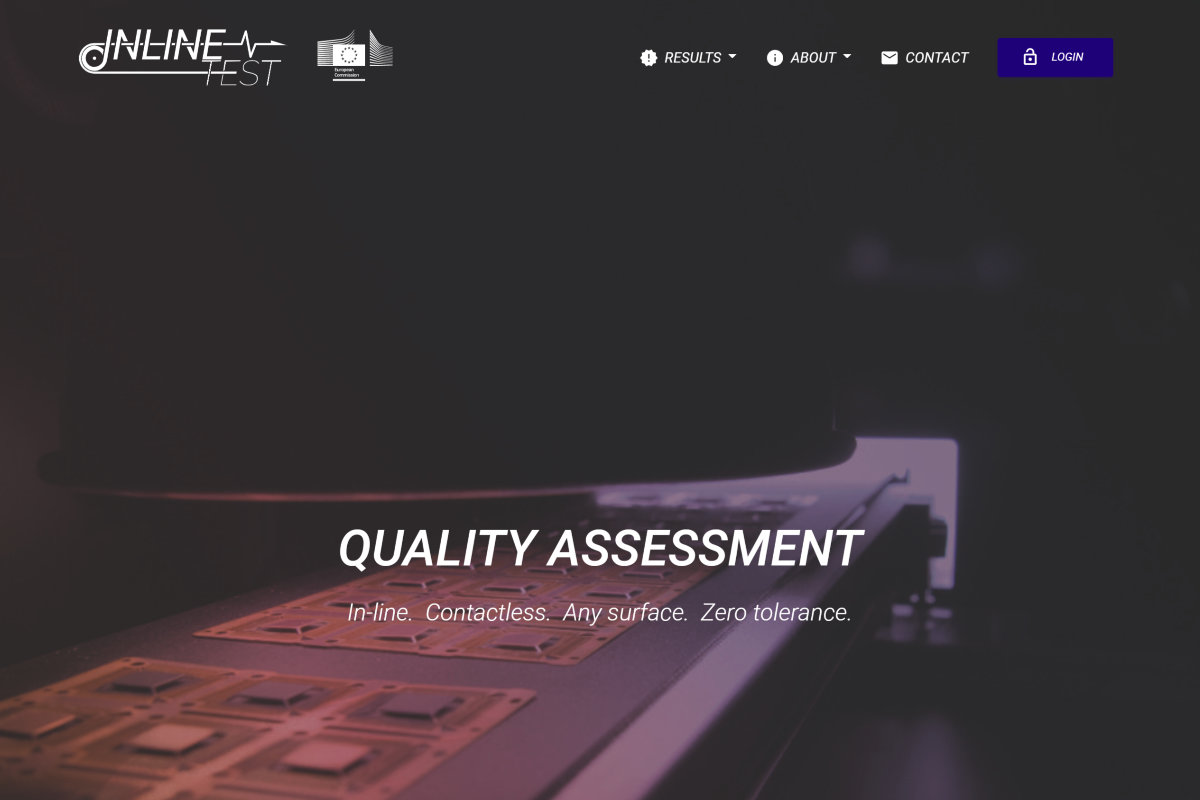 INLINE
TEST
European
Commission
RESULTS
ABOUT
CONTACT
LOGIN
QUALITY ASSESSMENT
In-line. Contactless. Any surface. Zero tolerance.